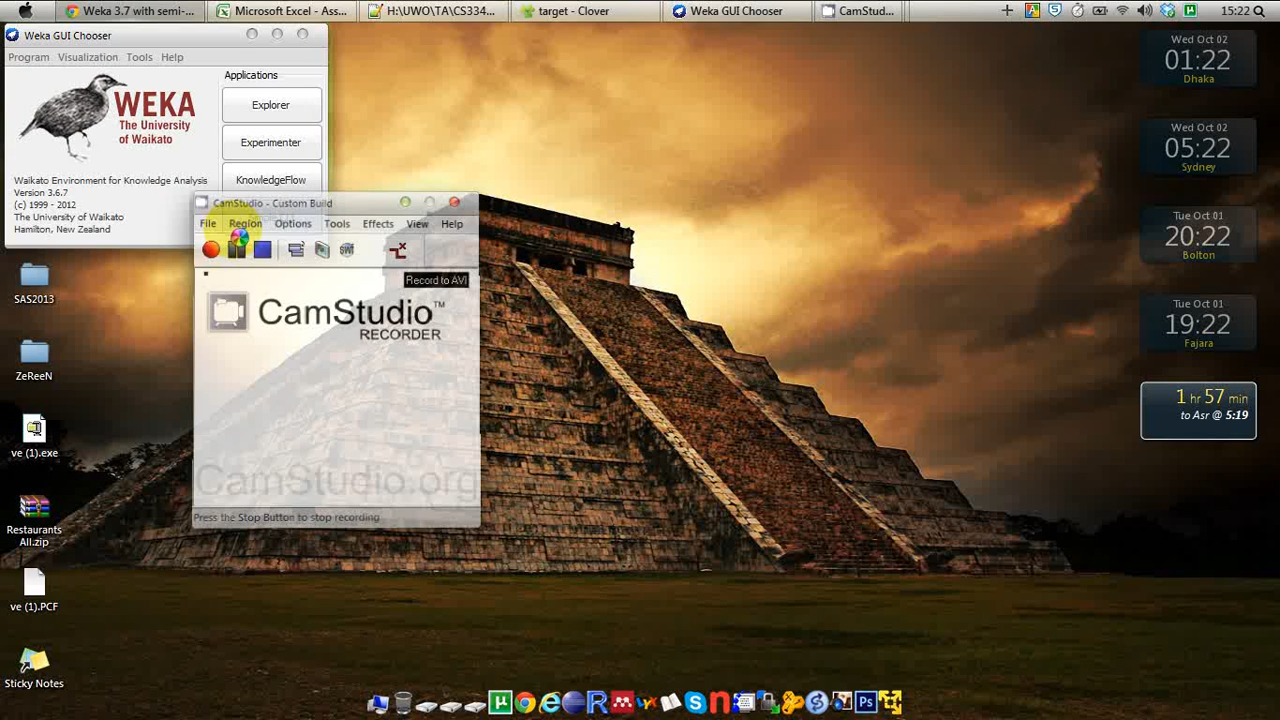 Weka 3.7 with semi-...
Microsoft Excel - Ass...
H:\UWO\TA\CS334...
target - Clover
Weka GUI Chooser
CamStud...
15:22
Weka GUI Chooser
Program Visualization Tools Help
WEKA
The University
of Waikato
Waikato Environment for Knowledge Analysis
Version 3.6.7
(c) 1999 - 2012
The University of Waikato
Hamilton, New Zealand
Applications
Explorer
Experimenter
KnowledgeFlow
CamStudio - Custom Build
File Region Options Tools Effects View Help
Record to AVI
CamStudio™
RECORDER
CamStudio.org
Press the Stop Button to stop recording
SAS2013
ZeReeN
ve (1).exe
Restaurants
All.zip
ve (1).PCF
Sticky Notes
Wed Oct 02
01:22
Dhaka
Wed Oct 02
05:22
Sydney
Tue Oct 01
20:22
Bolton
Tue Oct 01
19:22
Fajara
1 hr 57 min
to Asr @ 5:19
Ps